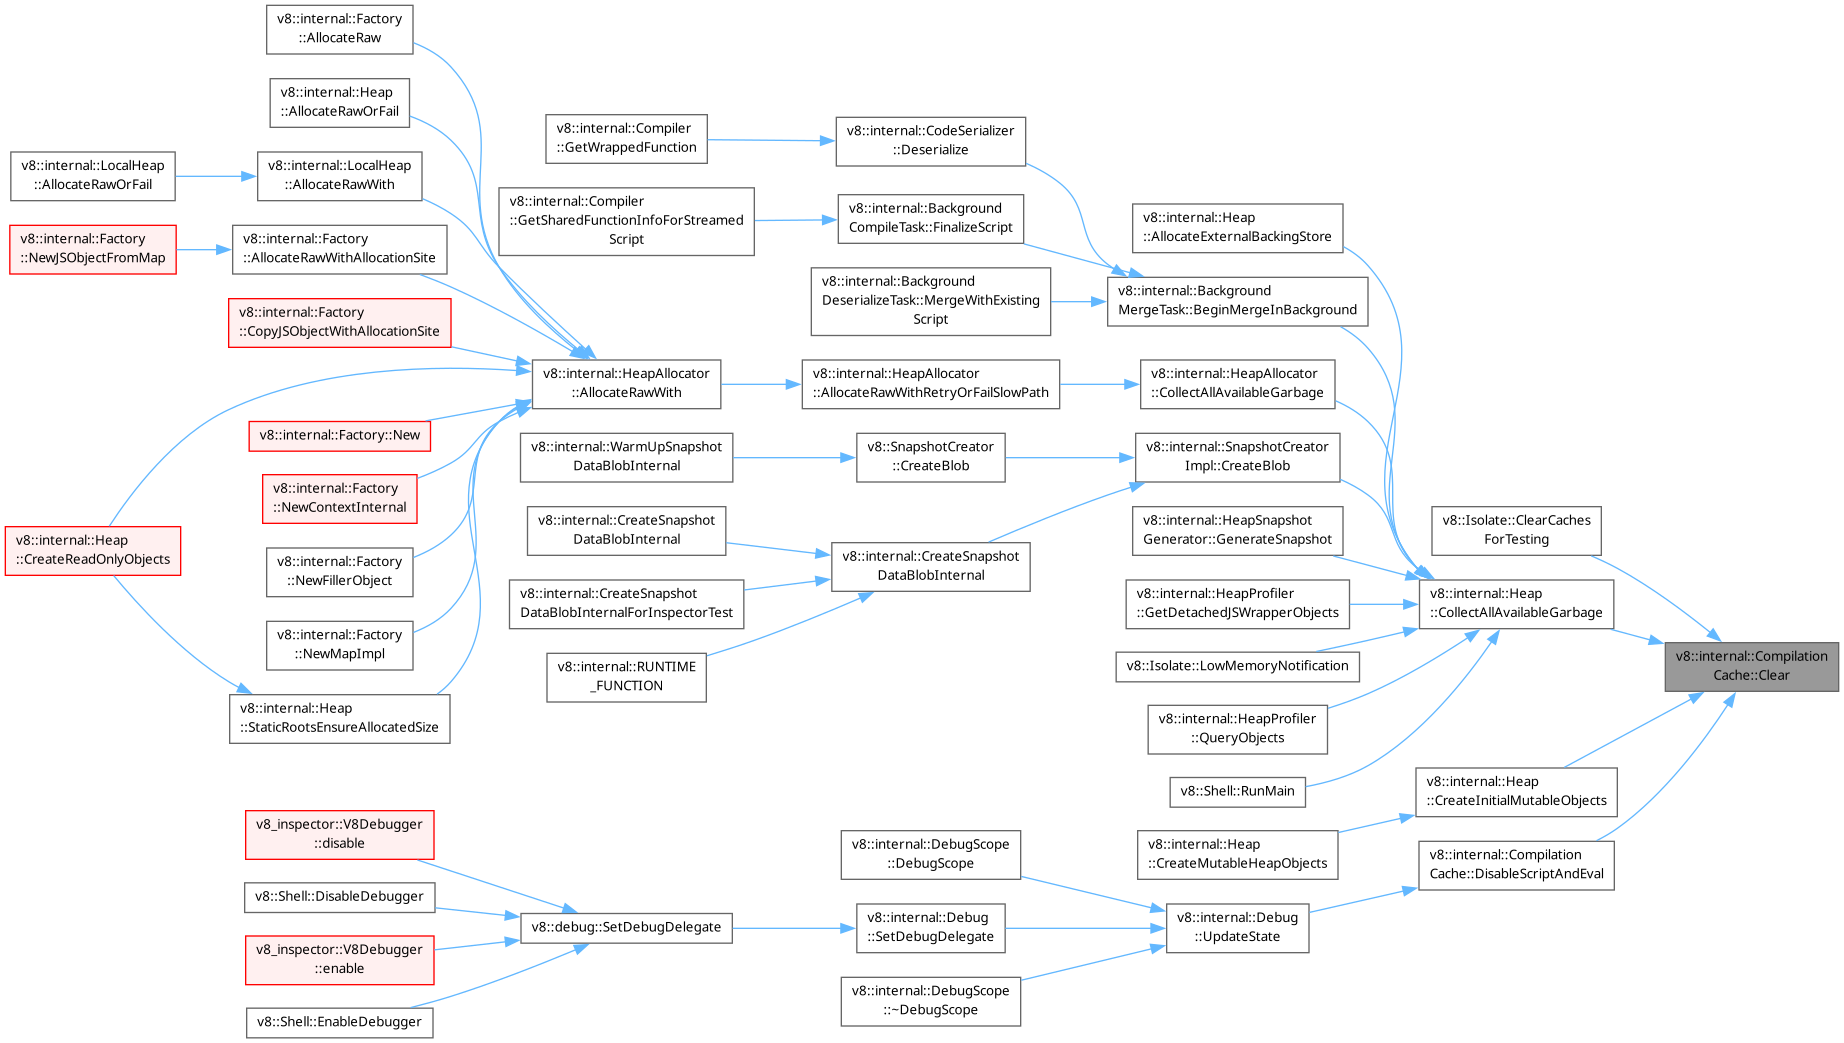 v8::internal::Factory
::AllocateRaw
v8::internal::Heap
::AllocateRawOrFail
v8::internal::LocalHeap
::AllocateRawOrFail
v8::internal::LocalHeap
::AllocateRawWith
v8::internal::Factory
::NewJSObjectFromMap
v8::internal::Factory
::AllocateRawWithAllocationSite
v8::internal::Factory
::CopyJSObjectWithAllocationSite
v8::internal::Factory::New
v8::internal::Factory
::NewContextInternal
v8::internal::Heap
::CreateReadOnlyObjects
v8::internal::Factory
::NewFillerObject
v8::internal::Factory
::NewMapImpl
v8::internal::Heap
::StaticRootsEnsureAllocatedSize
v8_inspector::V8Debugger
::disable
v8::Shell::DisableDebugger
v8_inspector::V8Debugger
::enable
v8::Shell::EnableDebugger
v8::internal::Compiler
::GetWrappedFunction
v8::internal::Compiler
::GetSharedFunctionInfoForStreamed
Script
v8::internal::HeapAllocator
::AllocateRawWith
v8::internal::WarmUpSnapshot
DataBlobInternal
v8::internal::CreateSnapshot
DataBlobInternal
v8::internal::CreateSnapshot
DataBlobInternalForInspectorTest
v8::internal::RUNTIME
_FUNCTION
v8::debug::SetDebugDelegate
v8::internal::CodeSerializer
::Deserialize
v8::internal::Background
CompileTask::FinalizeScript
v8::internal::Background
DeserializeTask::MergeWithExisting
Script
v8::internal::HeapAllocator
::AllocateRawWithRetryOrFailSlowPath
v8::SnapshotCreator
::CreateBlob
v8::internal::CreateSnapshot
DataBlobInternal
v8::internal::DebugScope
::DebugScope
v8::internal::Debug
::SetDebugDelegate
v8::internal::DebugScope
::~DebugScope
v8::internal::Heap
::AllocateExternalBackingStore
v8::internal::Background
MergeTask::BeginMergeInBackground
v8::internal::HeapAllocator
::CollectAllAvailableGarbage
v8::internal::SnapshotCreator
Impl::CreateBlob
v8::internal::HeapSnapshot
Generator::GenerateSnapshot
v8::internal::HeapProfiler
::GetDetachedJSWrapperObjects
v8::Isolate::LowMemoryNotification
v8::internal::HeapProfiler
::QueryObjects
v8::Shell::RunMain
v8::internal::Heap
::CreateMutableHeapObjects
v8::internal::Debug
::UpdateState
v8::Isolate::ClearCaches
ForTesting
v8::internal::Heap
::CollectAllAvailableGarbage
v8::internal::Heap
::CreateInitialMutableObjects
v8::internal::Compilation
Cache::DisableScriptAndEval
v8::internal::Compilation
Cache::Clear